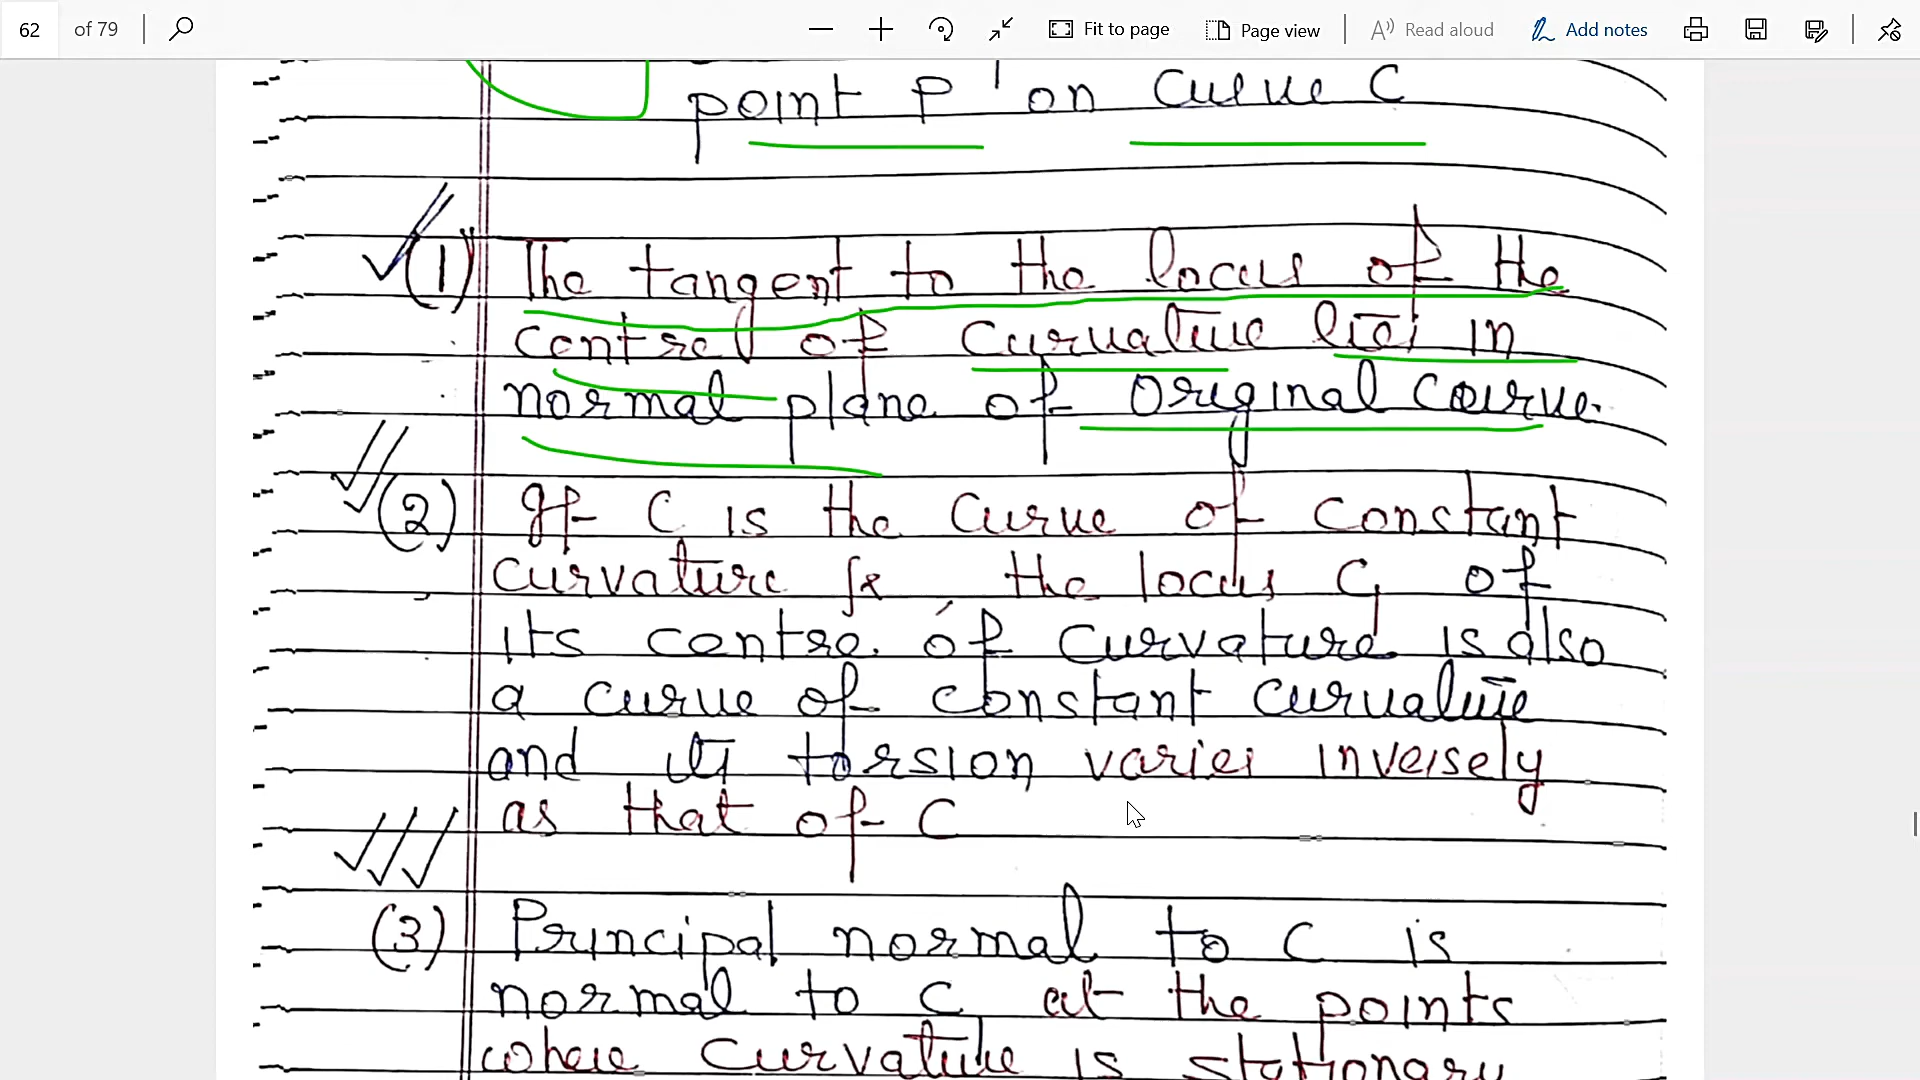 62 of 79 Fit to page Page view Read aloud Add notes
point P' on Curve C
(1) The tangent to the locus of the
centre of curvature lies in
normal plane of original curve.
(2) If C is the curve of constant
curvature k, the locus C₁ of
its centre of curvature is also
a curve of constant curvature
and its torsion varies inversely
as that of C
(3) Principal normal to C is
normal to C at the points
where curvature is stationary